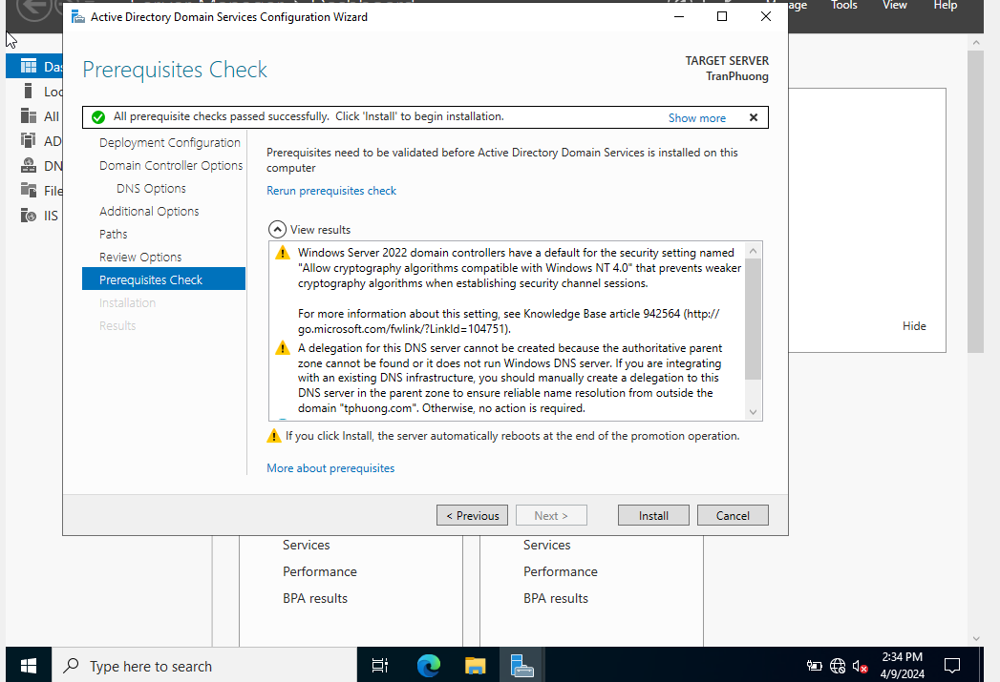 Active Directory Domain Services Configuration Wizard
Tools
View
Help
Prerequisites Check
TARGET SERVER
TranPhuong
All prerequisite checks passed successfully.  Click 'Install' to begin installation.
Show more
Das
Loc
All
AD
DN
File
IIS
Deployment Configuration
Domain Controller Options
DNS Options
Additional Options
Paths
Review Options
Prerequisites Check
Installation
Results
Prerequisites need to be validated before Active Directory Domain Services is installed on this
computer
Rerun prerequisites check
View results
Windows Server 2022 domain controllers have a default for the security setting named
"Allow cryptography algorithms compatible with Windows NT 4.0" that prevents weaker
cryptography algorithms when establishing security channel sessions.
For more information about this setting, see Knowledge Base article 942564 (http://
go.microsoft.com/fwlink/?LinkId=104751).
A delegation for this DNS server cannot be created because the authoritative parent
zone cannot be found or it does not run Windows DNS server. If you are integrating
with an existing DNS infrastructure, you should manually create a delegation to this
DNS server in the parent zone to ensure reliable name resolution from outside the
domain "tphuong.com". Otherwise, no action is required.
If you click Install, the server automatically reboots at the end of the promotion operation.
More about prerequisites
Hide
< Previous
Next >
Install
Cancel
Services
Performance
BPA results
Services
Performance
BPA results
Type here to search
2:34 PM
4/9/2024